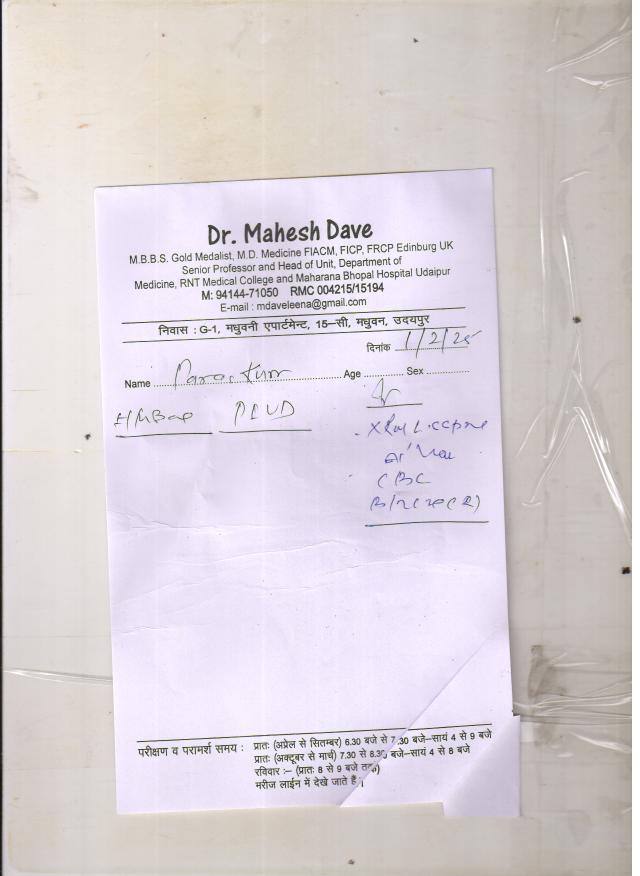 Dr. Mahesh Dave
M.B.B.S. Gold Medalist, M.D. Medicine FIACM, FICP, FRCP Edinburg UK
Senior Professor and Head of Unit, Department of
Medicine, RNT Medical College and Maharana Bhopal Hospital Udaipur
M: 94144-71050 RMC 004215/15194
E-mail : mdaveleena@gmail.com
निवास : G-1, मधुवनी एपार्टमेन्ट, 15–सी, मधुवन, उदयपुर
दिनांक 1/2/25
Name Age Sex
CBC
परीक्षण व परामर्श समय : प्रातः (अप्रेल से सितम्बर) 6.30 बजे से 7.30 बजे–सायं 4 से 9 बजे
प्रातः (अक्टूबर से मार्च) 7.30 से 8.30 बजे–सायं 4 से 8 बजे
रविवार :– (प्रातः 8 से 9 बजे तक)
मरीज लाईन में देखे जाते हैं।